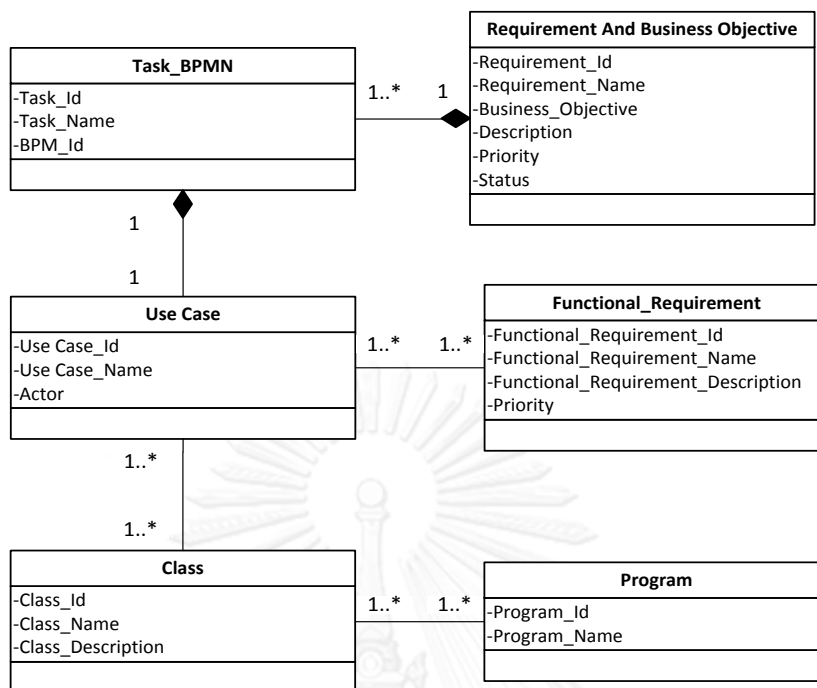 Task_BPMN
-Task_Id
-Task_Name
-BPM_Id
1..*
1
Requirement And Business Objective
-Requirement_Id
-Requirement_Name
-Business_Objective
-Description
-Priority
-Status
1
1
Use Case
-Use Case_Id
-Use Case_Name
-Actor
1..*
1..*
Functional_Requirement
-Functional_Requirement_Id
-Functional_Requirement_Name
-Functional_Requirement_Description
-Priority
1..*
1..*
Class
-Class_Id
-Class_Name
-Class_Description
1..*
1..*
Program
-Program_Id
-Program_Name